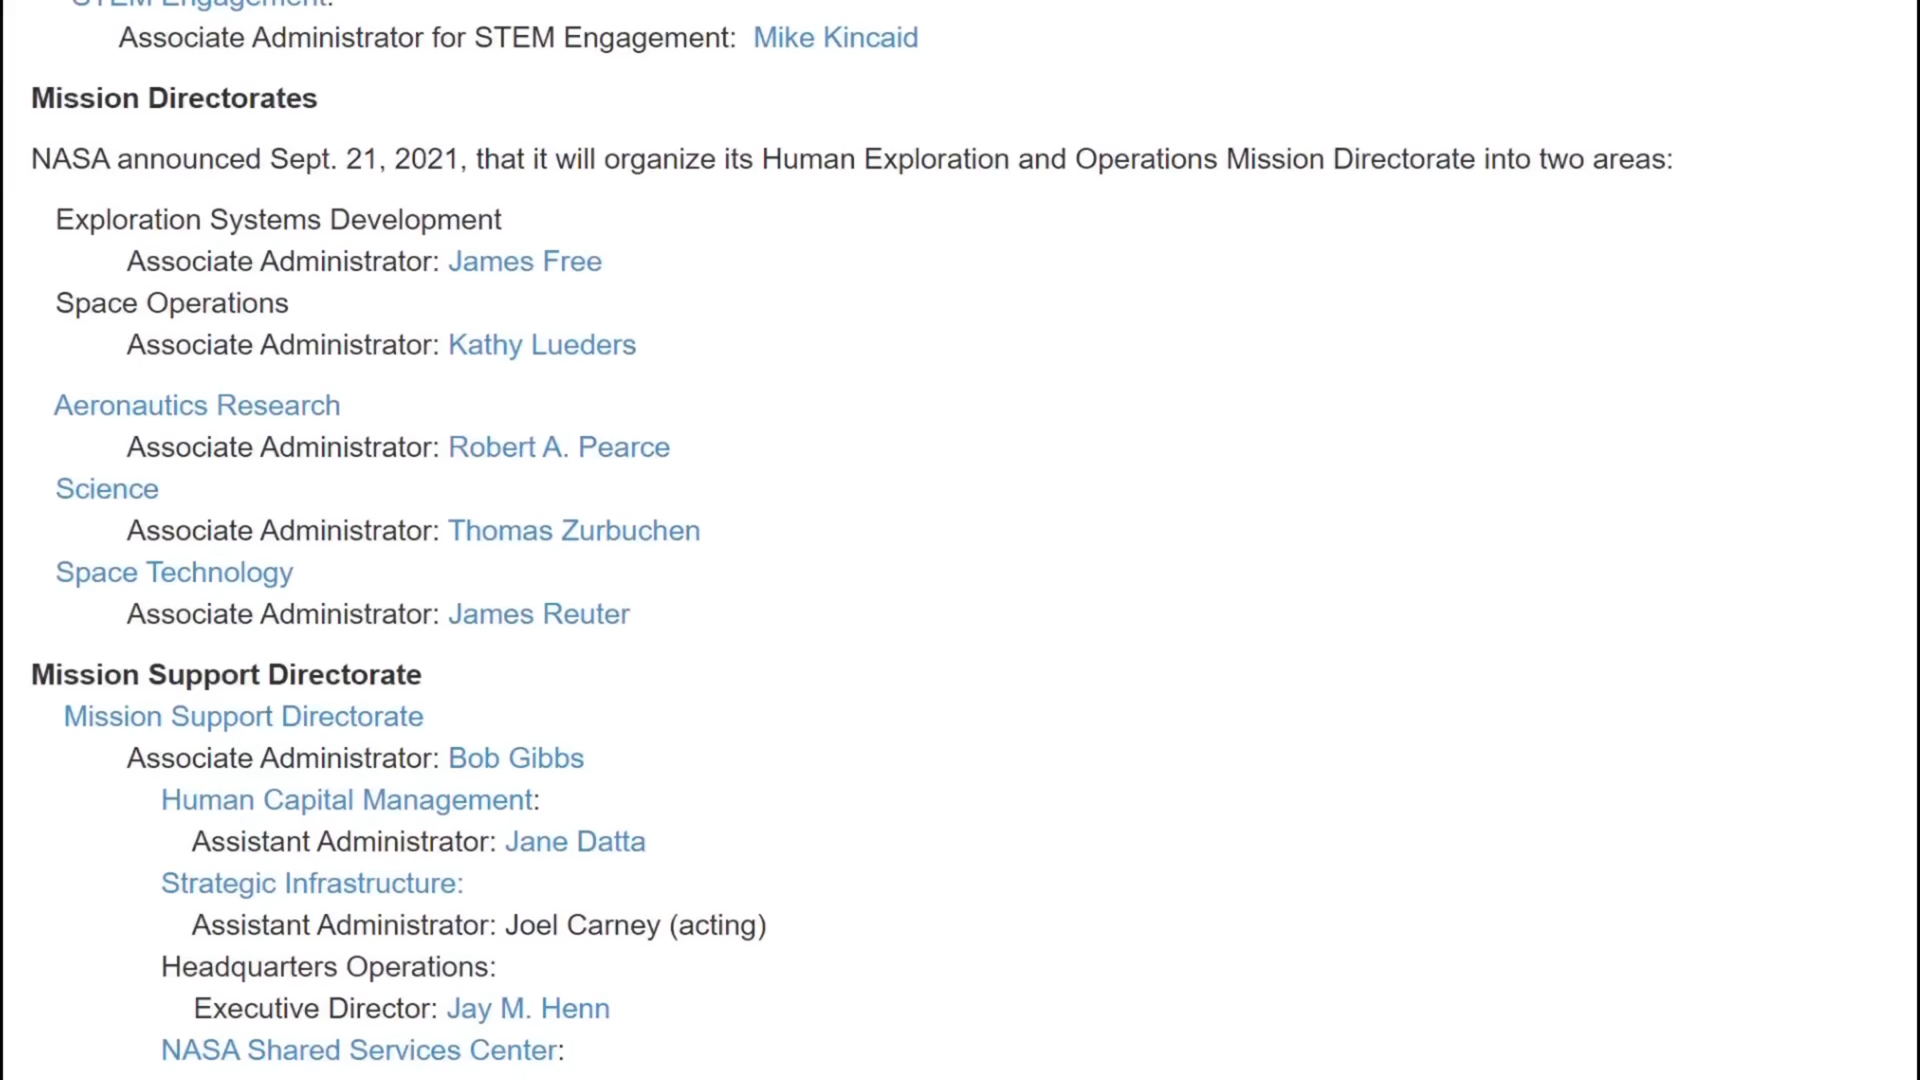 STEM Engagement:
Associate Administrator for STEM Engagement: Mike Kincaid
Mission Directorates
NASA announced Sept. 21, 2021, that it will organize its Human Exploration and Operations Mission Directorate into two areas:
Exploration Systems Development
Associate Administrator: James Free
Space Operations
Associate Administrator: Kathy Lueders
Aeronautics Research
Associate Administrator: Robert A. Pearce
Science
Associate Administrator: Thomas Zurbuchen
Space Technology
Associate Administrator: James Reuter
Mission Support Directorate
Mission Support Directorate
Associate Administrator: Bob Gibbs
Human Capital Management:
Assistant Administrator: Jane Datta
Strategic Infrastructure:
Assistant Administrator: Joel Carney (acting)
Headquarters Operations:
Executive Director: Jay M. Henn
NASA Shared Services Center: